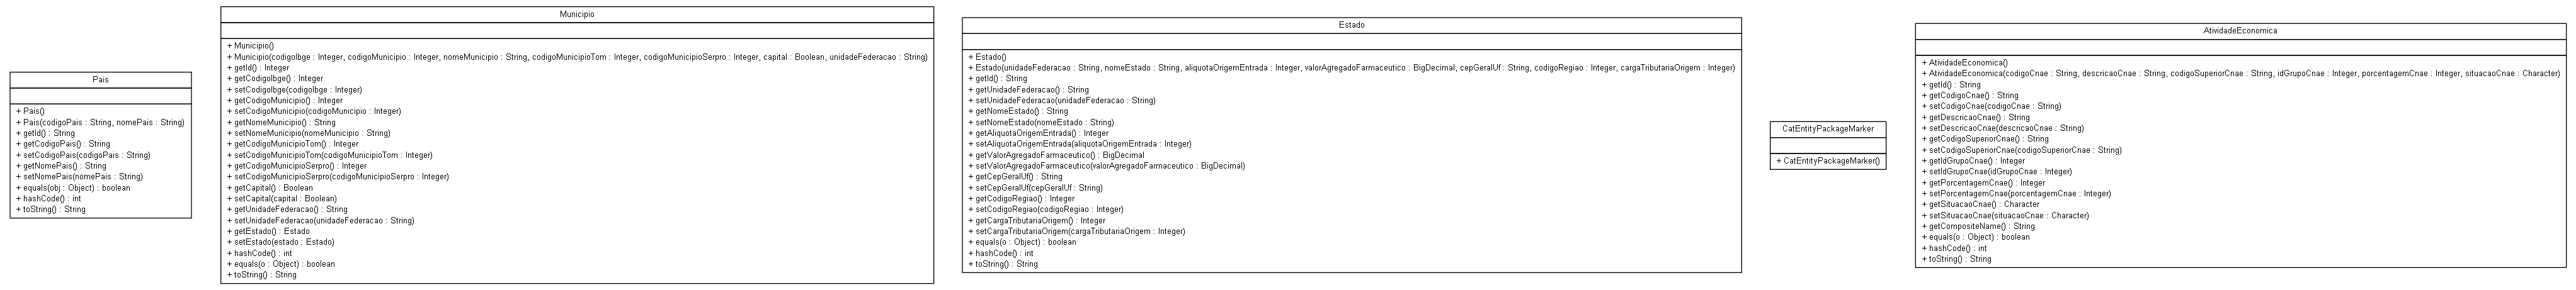 Pais
+ Pais()
+ Pais(codigoPais : String, nomePais : String)
+ getId() : String
+ getCodigoPais() : String
+ setCodigoPais(codigoPais : String)
+ getNomePais() : String
+ setNomePais(nomePais : String)
+ equals(obj : Object) : boolean
+ hashCode() : int
+ toString() : String
Municipio
+ Municipio()
+ Municipio(codigoIbge : Integer, codigoMunicipio : Integer, nomeMunicipio : String, codigoMunicipioTom : Integer, codigoMunicipioSerpro : Integer, capital : Boolean, unidadeFederacao : String)
+ getId() : Integer
+ getCodigoIbge() : Integer
+ setCodigoIbge(codigoIbge : Integer)
+ getCodigoMunicipio() : Integer
+ setCodigoMunicipio(codigoMunicipio : Integer)
+ getNomeMunicipio() : String
+ setNomeMunicipio(nomeMunicipio : String)
+ getCodigoMunicipioTom() : Integer
+ setCodigoMunicipioTom(codigoMunicipioTom : Integer)
+ getCodigoMunicipioSerpro() : Integer
+ setCodigoMunicipioSerpro(codigoMunicipioSerpro : Integer)
+ getCapital() : Boolean
+ setCapital(capital : Boolean)
+ getUnidadeFederacao() : String
+ setUnidadeFederacao(unidadeFederacao : String)
+ getEstado() : Estado
+ setEstado(estado : Estado)
+ hashCode() : int
+ equals(o : Object) : boolean
+ toString() : String
Estado
+ Estado()
+ Estado(unidadeFederacao : String, nomeEstado : String, aliquotaOrigemEntrada : Integer, valorAgregadoFarmaceutico : BigDecimal, cepGeralUf : String, codigoRegiao : Integer, cargaTributariaOrigem : Integer)
+ getId() : String
+ getUnidadeFederacao() : String
+ setUnidadeFederacao(unidadeFederacao : String)
+ getNomeEstado() : String
+ setNomeEstado(nomeEstado : String)
+ getAliquotaOrigemEntrada() : Integer
+ setAliquotaOrigemEntrada(aliquotaOrigemEntrada : Integer)
+ getValorAgregadoFarmaceutico() : BigDecimal
+ setValorAgregadoFarmaceutico(valorAgregadoFarmaceutico : BigDecimal)
+ getCepGeralUf() : String
+ setCepGeralUf(cepGeralUf : String)
+ getCodigoRegiao() : Integer
+ setCodigoRegiao(codigoRegiao : Integer)
+ getCargaTributariaOrigem() : Integer
+ setCargaTributariaOrigem(cargaTributariaOrigem : Integer)
+ equals(o : Object) : boolean
+ hashCode() : int
+ toString() : String
CatEntityPackageMarker
+ CatEntityPackageMarker()
AtividadeEconomica
+ AtividadeEconomica()
+ AtividadeEconomica(codigoCnae : String, descricaoCnae : String, codigoSuperiorCnae : String, idGrupoCnae : Integer, porcentagemCnae : Integer, situacaoCnae : Character)
+ getId() : String
+ getCodigoCnae() : String
+ setCodigoCnae(codigoCnae : String)
+ getDescricaoCnae() : String
+ setDescricaoCnae(descricaoCnae : String)
+ getCodigoSuperiorCnae() : String
+ setCodigoSuperiorCnae(codigoSuperiorCnae : String)
+ getIdGrupoCnae() : Integer
+ setIdGrupoCnae(idGrupoCnae : Integer)
+ getPorcentagemCnae() : Integer
+ setPorcentagemCnae(porcentagemCnae : Integer)
+ getSituacaoCnae() : Character
+ setSituacaoCnae(situacaoCnae : Character)
+ getCompositeName() : String
+ equals(o : Object) : boolean
+ hashCode() : int
+ toString() : String